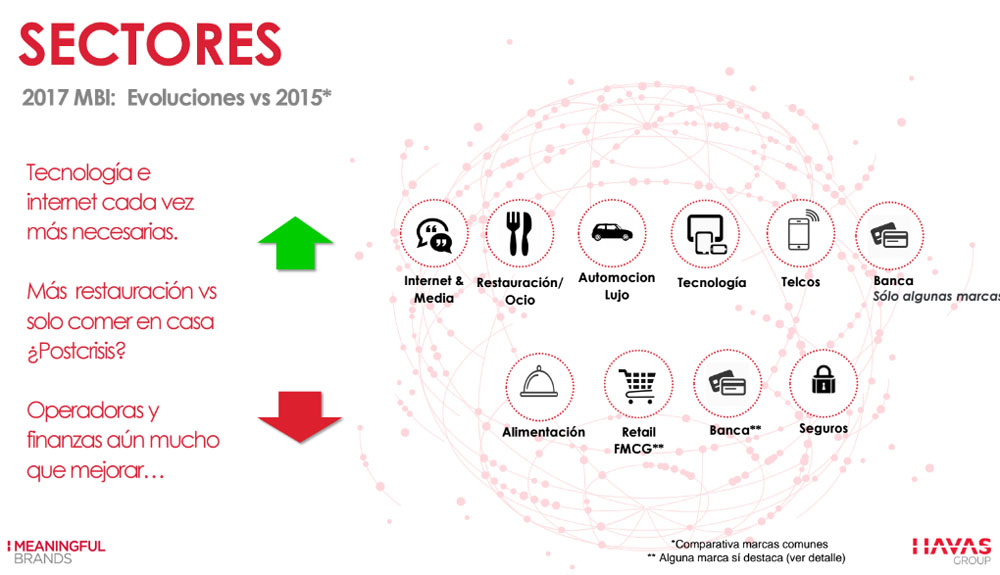 SECTORES
2017 MBI: Evoluciones vs 2015*
Tecnología e
internet cada vez
más necesarias.
Más restauración vs
solo comer en casa
¿Postcrisis?
Operadoras y
finanzas aún mucho
que mejorar…
Internet &
Media
Restauración/
Ocio
Automocion
Lujo
Tecnología
Telcos
Banca
Sólo algunas marcas
Alimentación
Retail
FMCG**
Banca**
Seguros
*Comparativa marcas comunes
** Alguna marca sí destaca (ver detalle)
MEANINGFUL
BRANDS
HAVAS
GROUP